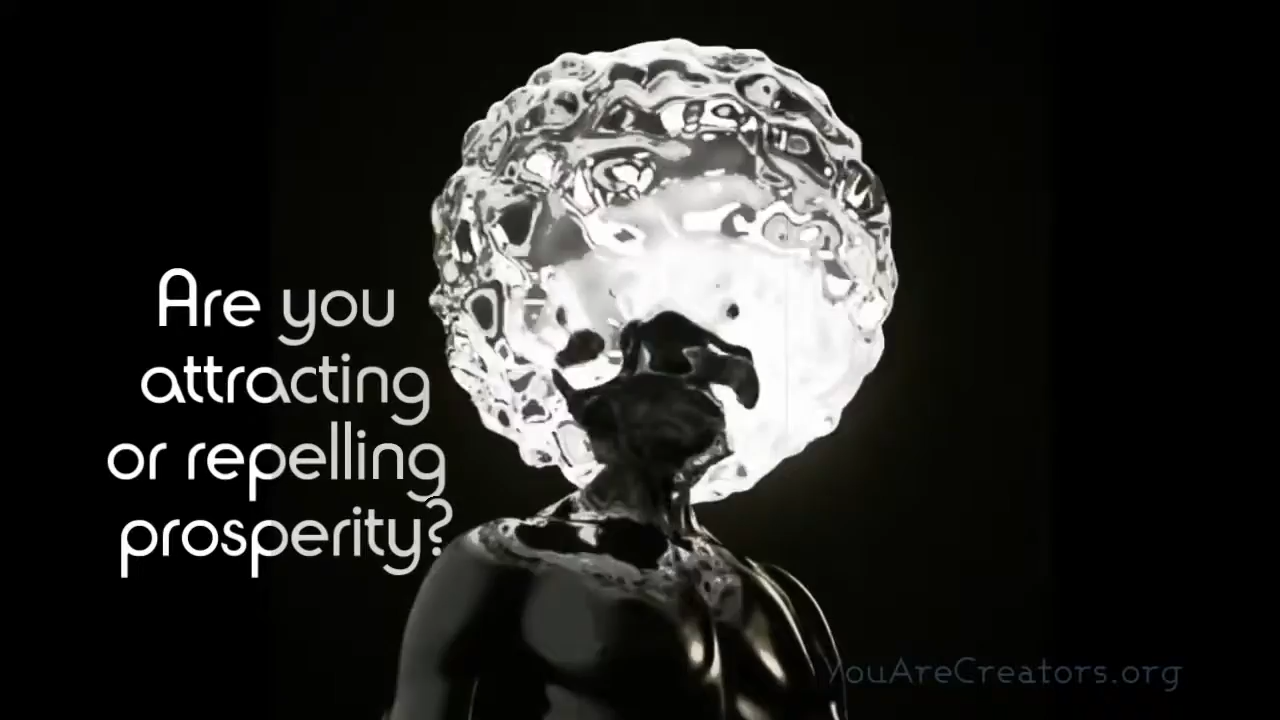 Are you
attracting
or repelling
prosperity?
YouAreCreators.org